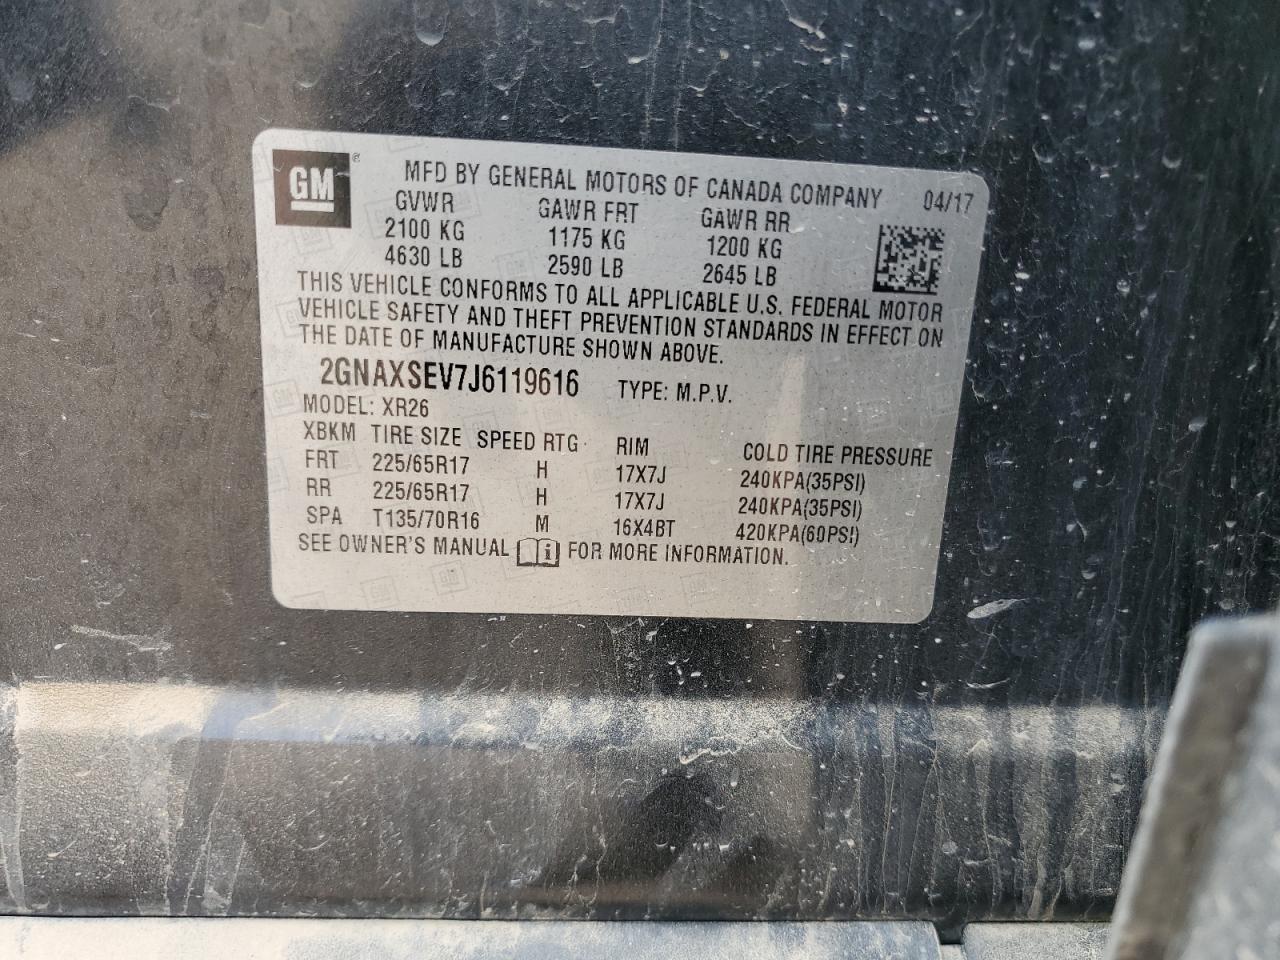 GM
MFD BY GENERAL MOTORS OF CANADA COMPANY 04/17
GVWR GAWR FRT GAWR RR
2100 KG 1175 KG 1200 KG
4630 LB 2590 LB 2645 LB
THIS VEHICLE CONFORMS TO ALL APPLICABLE U.S. FEDERAL MOTOR
VEHICLE SAFETY AND THEFT PREVENTION STANDARDS IN EFFECT ON
THE DATE OF MANUFACTURE SHOWN ABOVE.
2GNAXSEV7J6119616 TYPE: M.P.V.
MODEL: XR26
XBKM TIRE SIZE SPEED RTG RIM COLD TIRE PRESSURE
FRT 225/65R17 H 17X7J 240KPA(35PSI)
RR 225/65R17 H 17X7J 240KPA(35PSI)
SPA T135/70R16 M 16X4BT 420KPA(60PSI)
SEE OWNER'S MANUAL i FOR MORE INFORMATION.